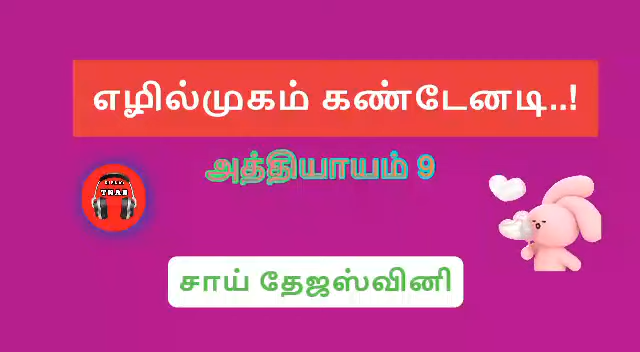 எழில்முகம் கண்டேனடி..!
அத்தியாயம் 9
சாய் தேஜஸ்வினி